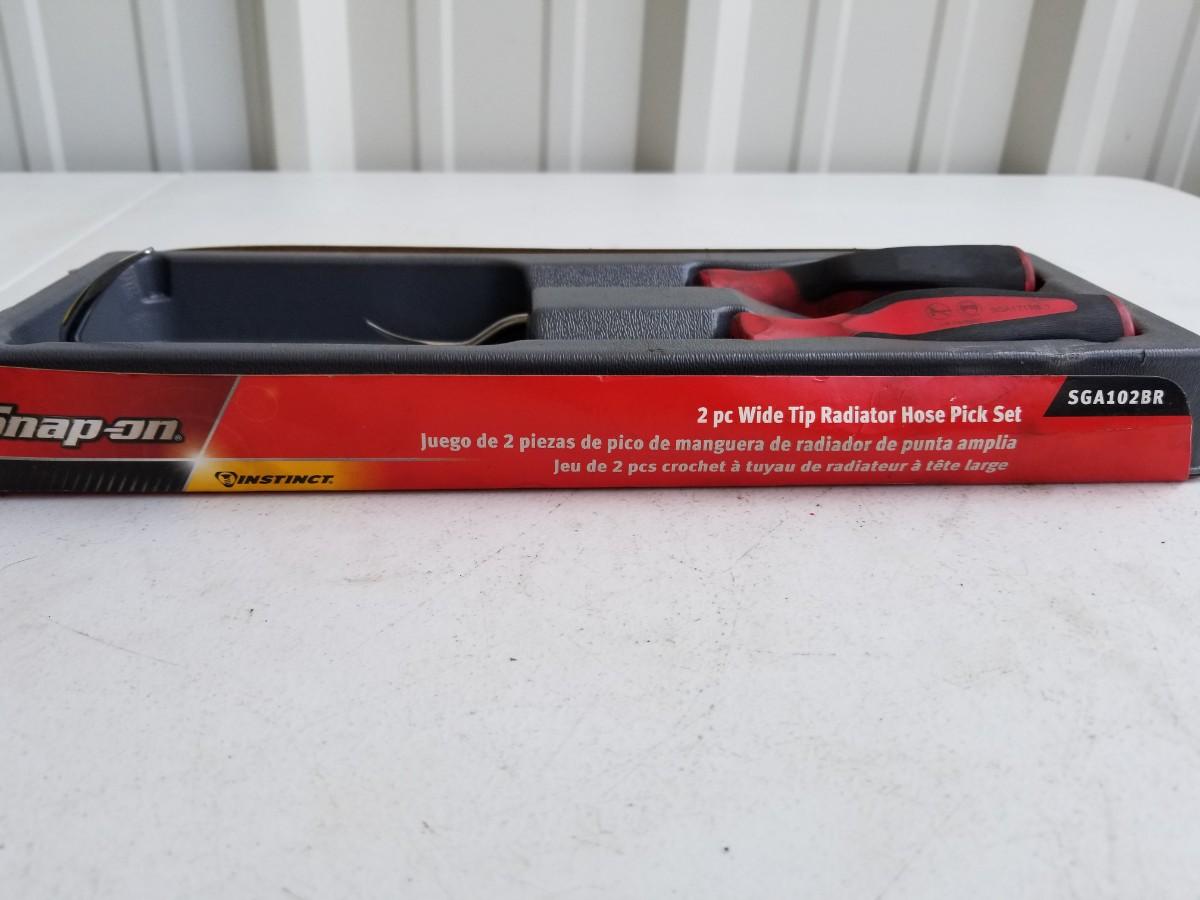 SGA102BR
Snap-on®
2 pc Wide Tip Radiator Hose Pick Set
Juego de 2 piezas de pico de manguera de radiador de punta amplia
Jeu de 2 pcs crochet à tuyau de radiateur à tête large
INSTINCT.